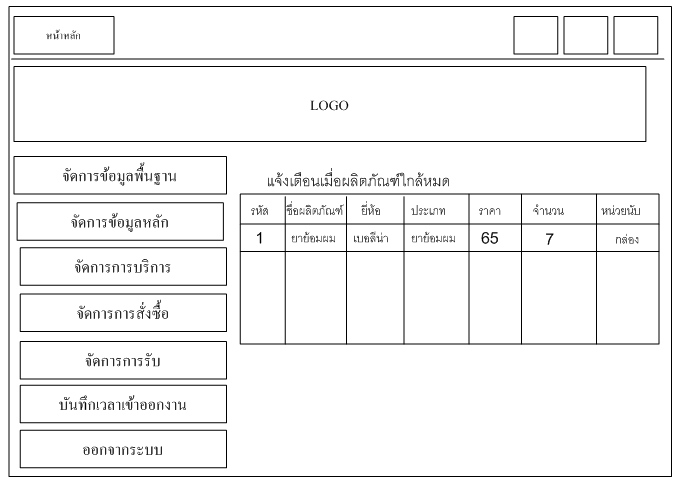 หน้าหลัก
LOGO
จัดการข้อมูลพื้นฐาน
จัดการข้อมูลหลัก
จัดการการบริการ
จัดการการสั่งซื้อ
จัดการการรับ
บันทึกเวลาเข้าออกงาน
ออกจากระบบ
แจ้งเตือนเมื่อผลิตภัณฑ์ใกล้หมด
รหัส ชื่อผลิตภัณฑ์ ยี่ห้อ ประเภท ราคา จำนวน หน่วยนับ
1 ยาย้อมผม เบอลีน่า ยาย้อมผม 65 7 กล่อง